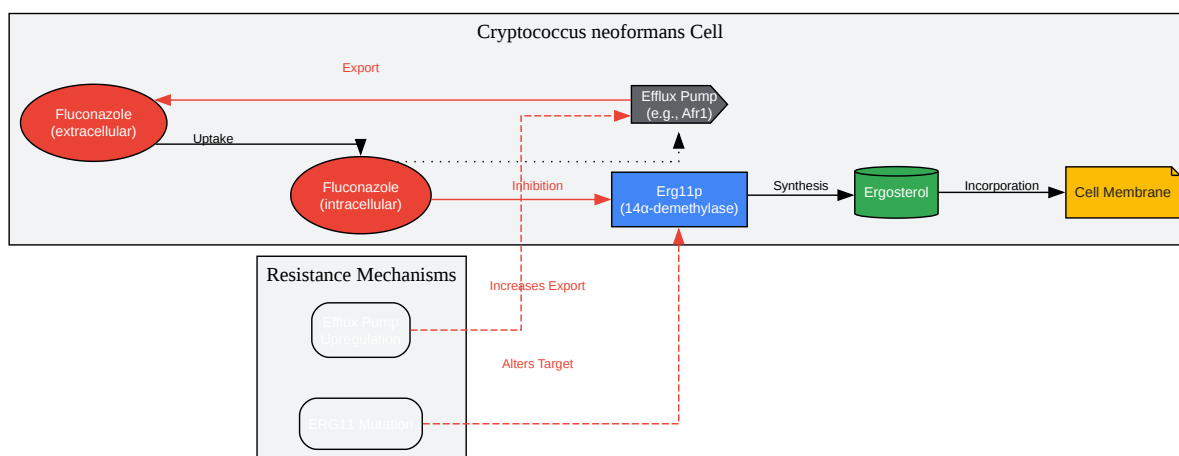 Cryptococcus neoformans Cell
Export
Efflux Pump
(e.g., Afr1)
Fluconazole
(extracellular)
Uptake
Fluconazole
(intracellular)
Inhibition
Erg11p
(14α-demethylase)
Synthesis
Ergosterol
Incorporation
Cell Membrane
Resistance Mechanisms
Increases Export
Efflux Pump
Upregulation
Alters Target
ERG11 Mutation